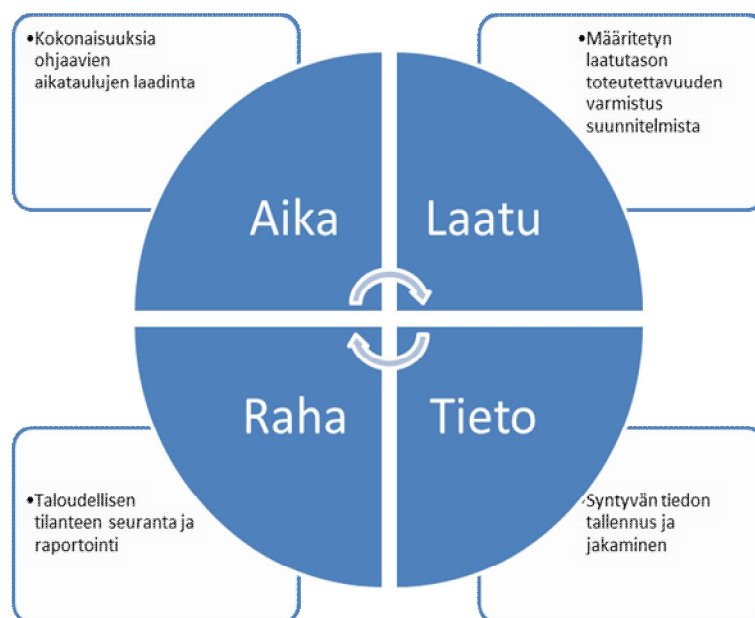 •Kokonaisuuksia
ohjaavien
aikataulujen laadinta
•Määritetyn
laatutason
toteutettavuuden
varmistus
suunnitelmista
Aika
Laatu
Raha
Tieto
•Taloudellisen
tilanteen seuranta ja
raportointi
•Syntyvän tiedon
tallennus ja
jakaminen